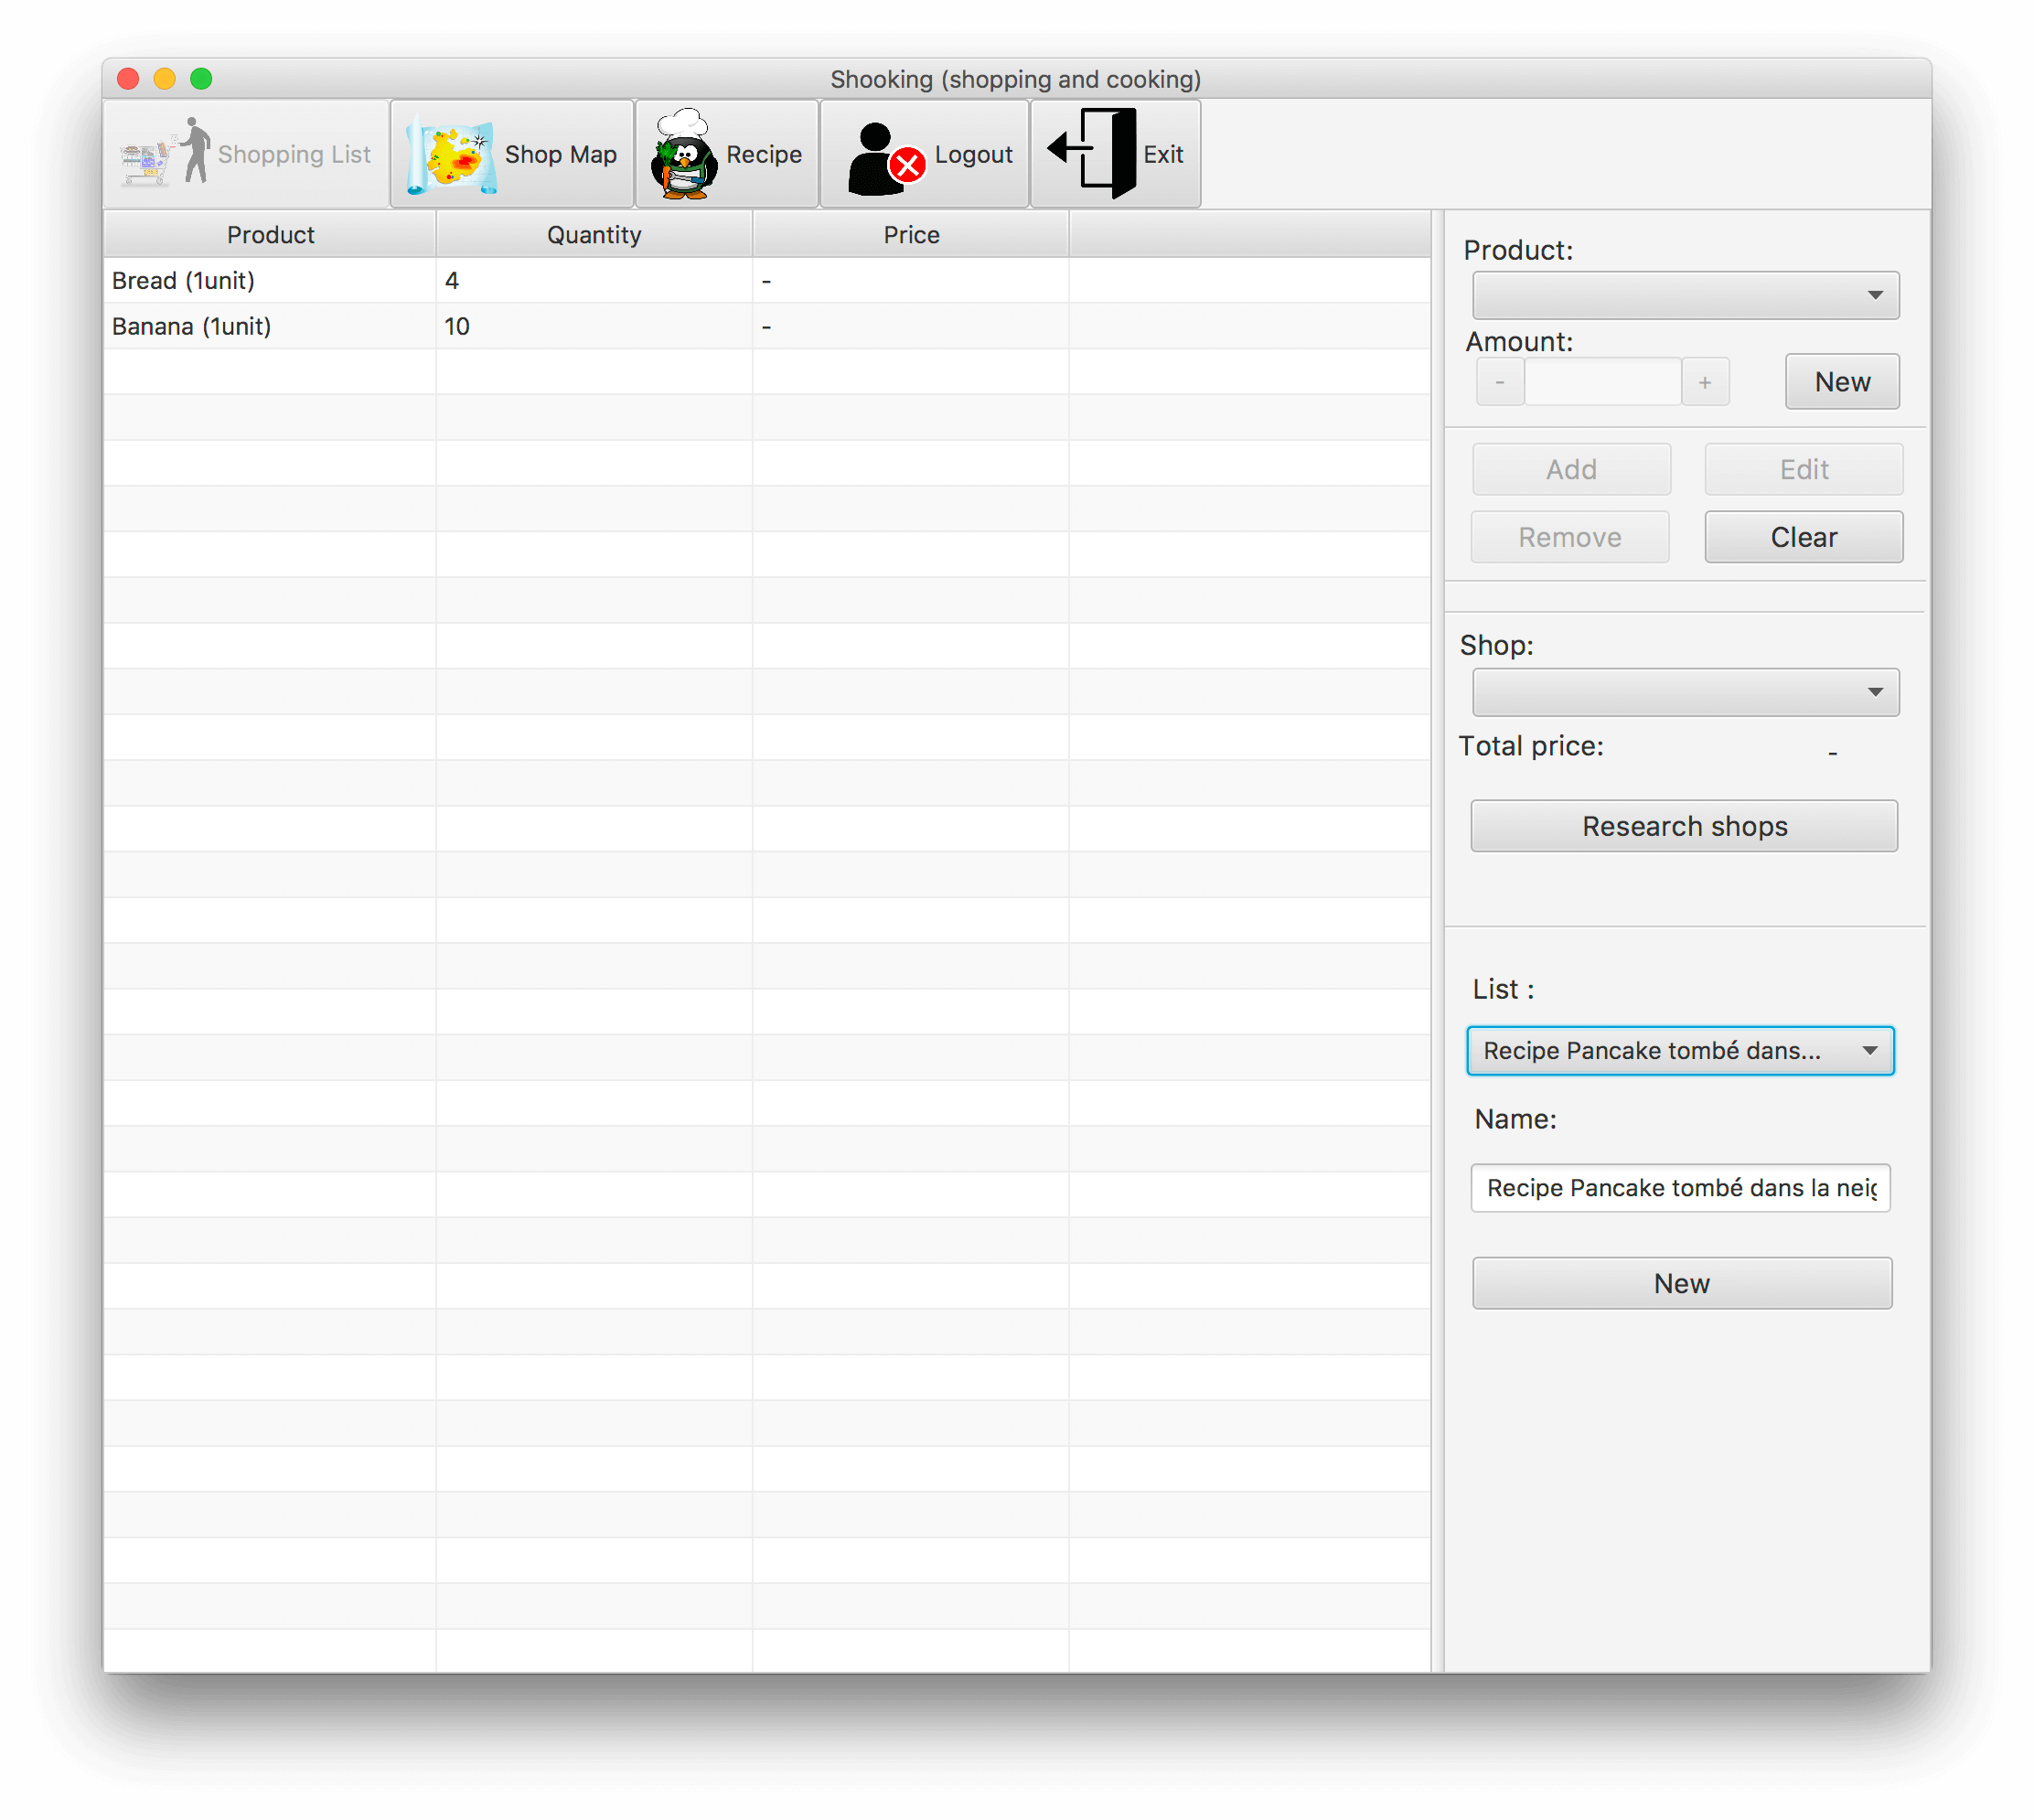 Shooking (shopping and cooking)
Shopping List
Shop Map
Recipe
Logout
Exit
Product Quantity Price
Bread (1unit) 4 -
Banana (1unit) 10 -
Product:
Amount:
- +
New
Add Edit
Remove Clear
Shop:
Total price: -
Research shops
List :
Recipe Pancake tombé dans...
Name:
Recipe Pancake tombé dans la neig
New